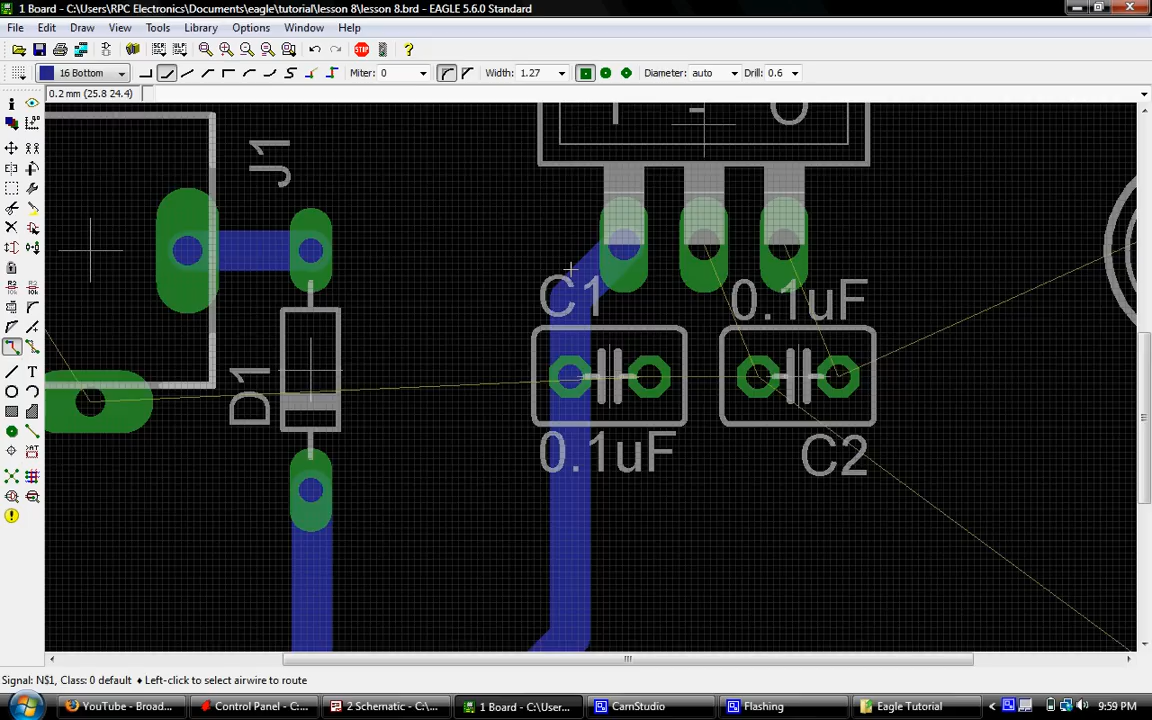 1 Board - C:\Users\RPC Electronics\Documents\eagle\tutorial\lesson 8\lesson 8.brd - EAGLE 5.6.0 Standard
File Edit Draw View Tools Library Options Window Help
SCR ULP STOP ?
16 Bottom Miter: 0 Width: 1.27 Diameter: auto Drill: 0.6
0.2 mm (25.8 24.4)
J1
C1
0.1uF
D1
0.1uF
C2
Signal: N$1, Class: 0 default ♦ Left-click to select airwire to route
YouTube - Broad... Control Panel - ... 2 Schematic - C:\... 1 Board - C:\User... CamStudio Flashing Eagle Tutorial 9:59 PM